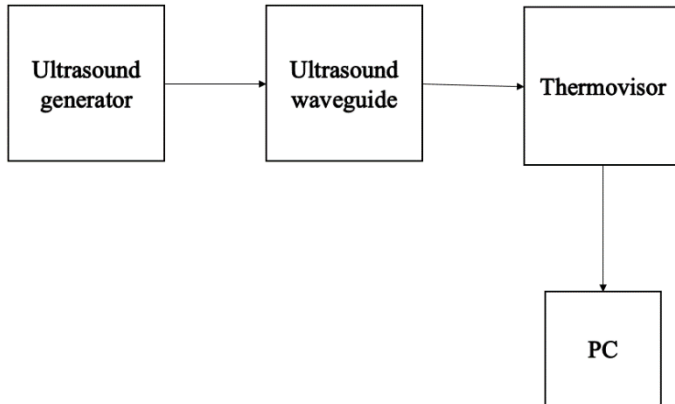 Ultrasound
generator
Ultrasound
waveguide
Thermovisor
PC